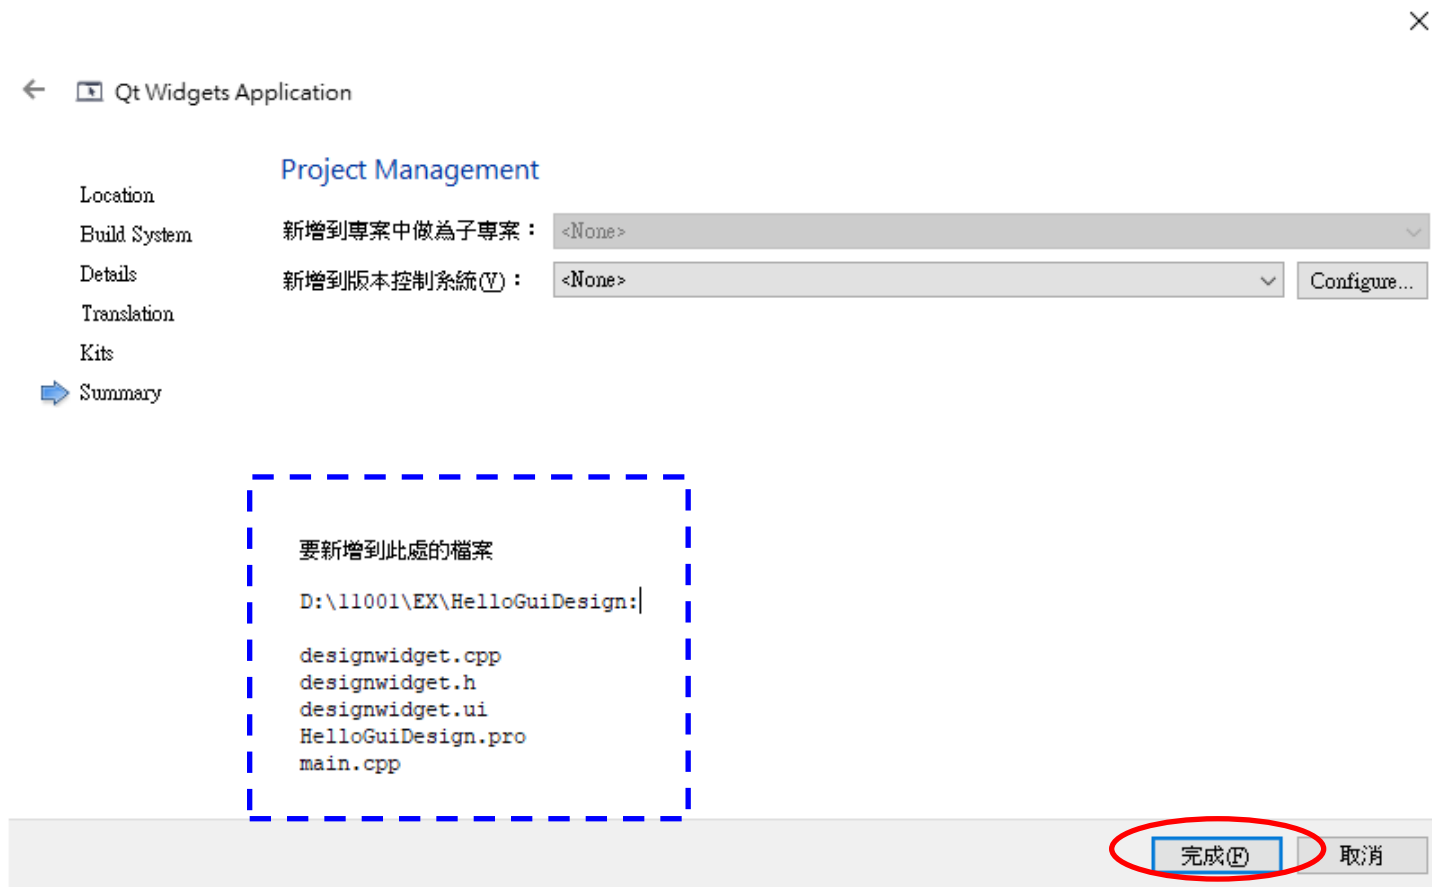 Qt Widgets Application
Location
Build System
Details
Translation
Kits
Summary
Project Management
新增到專案中做為子專案：
<None>
新增到版本控制系統(V)：
<None>
Configure...
要新增到此處的檔案
D:\11001\EX\HelloGuiDesign:
designwidget.cpp
designwidget.h
designwidget.ui
HelloGuiDesign.pro
main.cpp
完成(F)
取消